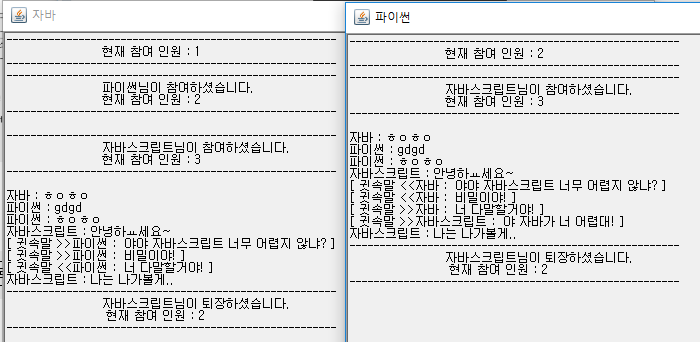 자바
------------------------------------------------------
현재 참여 인원 : 1
------------------------------------------------------
------------------------------------------------------
파이썬님이 참여하셨습니다.
현재 참여 인원 : 2
------------------------------------------------------
------------------------------------------------------
자바스크립트님이 참여하셨습니다.
현재 참여 인원 : 3
------------------------------------------------------
자바 : ㅎㅇㅎㅇ
파이썬 : gdgd
파이썬 : ㅎㅇㅎㅇ
자바스크립트 : 안녕하ㅛ세요~
[ 귓속말 >>파이썬 :  야야 자바스크립트 너무 어렵지 않냐? ]
[ 귓속말 >>파이썬 :  비밀이야! ]
[ 귓속말 <<파이썬 :  너 다말할거야! ]
자바스크립트 : 나는 나가볼게..
------------------------------------------------------
자바스크립트님이 퇴장하셨습니다.
현재 참여 인원 : 2
------------------------------------------------------
파이썬
------------------------------------------------------
현재 참여 인원 : 2
------------------------------------------------------
------------------------------------------------------
자바스크립트님이 참여하셨습니다.
현재 참여 인원 : 3
------------------------------------------------------
자바 : ㅎㅇㅎㅇ
파이썬 : gdgd
파이썬 : ㅎㅇㅎㅇ
자바스크립트 : 안녕하ㅛ세요~
[ 귓속말 <<자바 :  야야 자바스크립트 너무 어렵지 않냐? ]
[ 귓속말 <<자바 :  비밀이야! ]
[ 귓속말 >>자바 :  너 다말할거야! ]
[ 귓속말 >>자바스크립트 :  야 자바가 너 어렵대! ]
자바스크립트 : 나는 나가볼게..
------------------------------------------------------
자바스크립트님이 퇴장하셨습니다.
현재 참여 인원 : 2
------------------------------------------------------